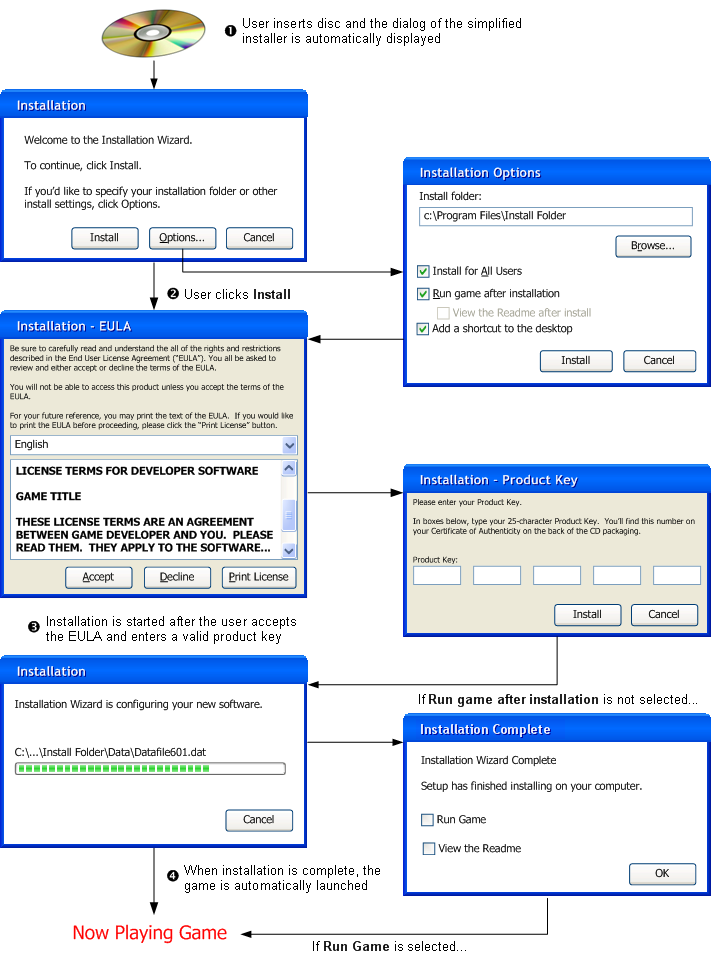 ❶ User inserts disc and the dialog of the simplified
installer is automatically displayed
Installation
Welcome to the Installation Wizard.
To continue, click Install.
If you'd like to specify your installation folder or other
install settings, click Options.
Install Options... Cancel
Installation Options
Install folder:
c:\Program Files\Install Folder
Browse...
Install for All Users
Run game after installation
View the Readme after install
Add a shortcut to the desktop
Install Cancel
❷ User clicks Install
Installation - EULA
Be sure to carefully read and understand the all of the rights and restrictions
described in the End User License Agreement ("EULA"). You all be asked to
review and either accept or decline the terms of the EULA.
You will not be able to access this product unless you accept the terms of the
EULA.
For your future reference, you may print the text of the EULA. If you would like
to print the EULA before proceeding, please click the "Print License" button.
English
LICENSE TERMS FOR DEVELOPER SOFTWARE
GAME TITLE
THESE LICENSE TERMS ARE AN AGREEMENT
BETWEEN GAME DEVELOPER AND YOU. PLEASE
READ THEM. THEY APPLY TO THE SOFTWARE...
Accept Decline Print License
Installation - Product Key
Please enter your Product Key.
In boxes below, type your 25-character Product Key. You'll find this number on
your Certificate of Authenticity on the back of the CD packaging.
Product Key:
Install Cancel
❸ Installation is started after the user accepts
the EULA and enters a valid product key
Installation
Installation Wizard is configuring your new software.
C:\...\Install Folder\Data\Datafile601.dat
Cancel
If Run game after installation is not selected...
Installation Complete
Installation Wizard Complete
Setup has finished installing on your computer.
Run Game
View the Readme
OK
❹ When installation is complete, the
game is automatically launched
Now Playing Game
If Run Game is selected...